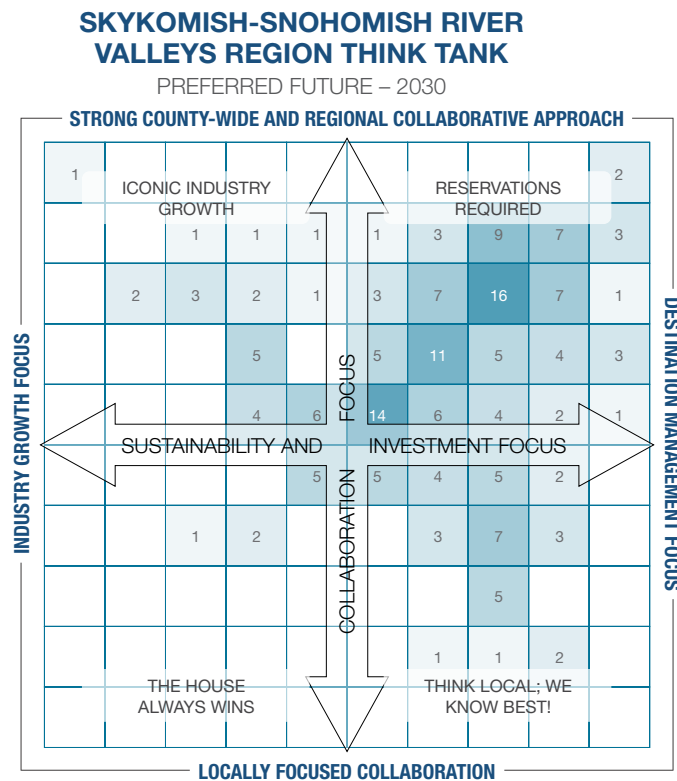 SKYKOMISH-SNOHOMISH RIVER
VALLEYS REGION THINK TANK
PREFERRED FUTURE – 2030
STRONG COUNTY-WIDE AND REGIONAL COLLABORATIVE APPROACH
1 2
ICONIC INDUSTRY
GROWTH
RESERVATIONS
REQUIRED
1 1 1 1 3 9 7 3
2 3 2 1 3 7 16 7 1
5 5 11 5 4 3
4 6 14 6 4 2 1
INDUSTRY GROWTH FOCUS
DESTINATION MANAGEMENT FOCUS
SUSTAINABILITY AND INVESTMENT FOCUS
COLLABORATION FOCUS
5 5 4 5 2
1 2 3 7 3
5
1 1 2
THE HOUSE
ALWAYS WINS
THINK LOCAL; WE
KNOW BEST!
LOCALLY FOCUSED COLLABORATION